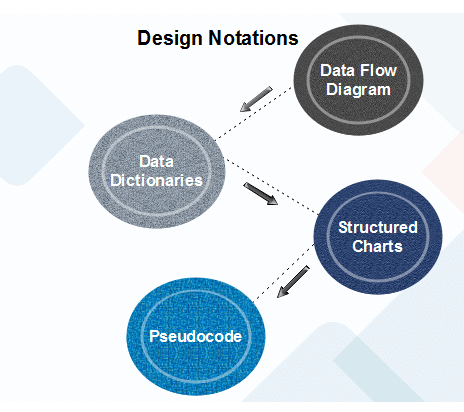 Design Notations
Data Flow
Diagram
Data
Dictionaries
Structured
Charts
Pseudocode